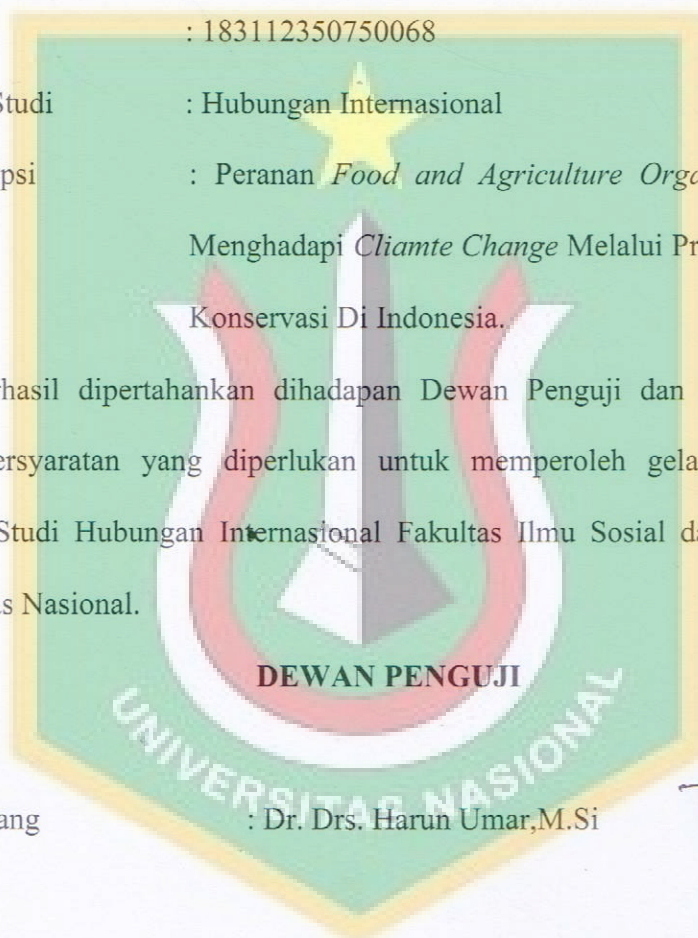 : 183112350750068
Studi : Hubungan Internasional
psi : Peranan Food and Agriculture Orga
Menghadapi Cliamte Change Melalui Pr
Konservasi Di Indonesia.
hasil dipertahankan dihadapan Dewan Penguji dan
ersyaratan yang diperlukan untuk memperoleh gela
Studi Hubungan Internasional Fakultas Ilmu Sosial da
s Nasional.
DEWAN PENGUJI
UNIVERSITAS NASIONAL
ang : Dr. Drs. Harun Umar,M.Si